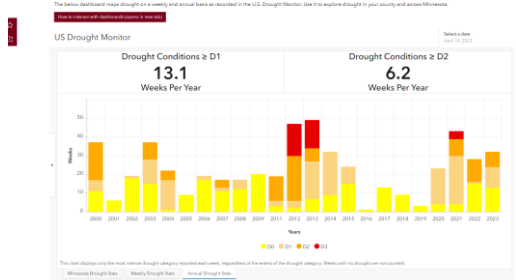 The below dashboard maps drought on a weekly and annual basis as recorded in the U.S. Drought Monitor. Use it to explore drought in your county and across Minnesota.
How to interact with dashboards (opens in new tab)
US Drought Monitor
Select a date
April 18, 2023
Drought Conditions ≥ D1
13.1
Weeks Per Year
Drought Conditions ≥ D2
6.2
Weeks Per Year
Weeks
50
40
30
20
10
0
2000 2001 2002 2003 2004 2005 2006 2007 2008 2009 2011 2012 2013 2014 2015 2016 2017 2018 2019 2020 2021 2022 2023
Years
D0 D1 D2 D3
This chart displays only the most intense drought category reported each week, regardless of the extent of the drought category. Weeks with no drought are not counted.
Minnesota Drought Stats Weekly Drought Stats Annual Drought Stats